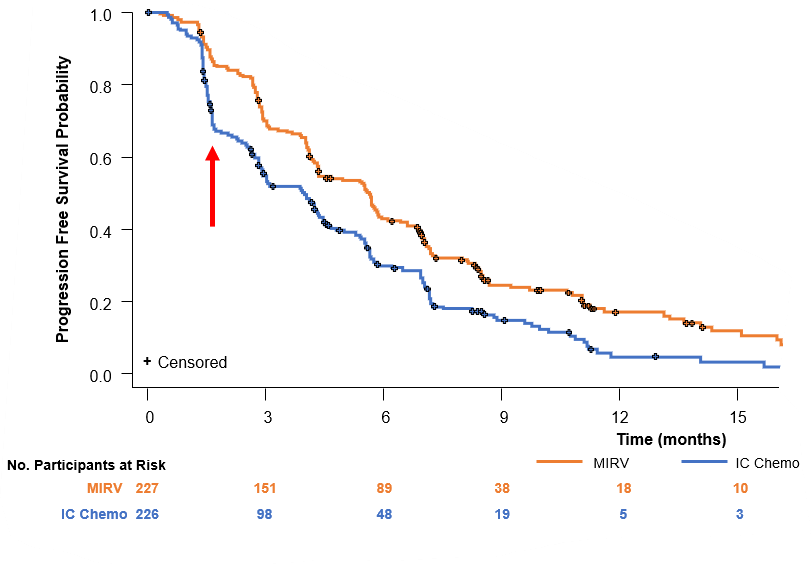 Progression Free Survival Probability
1.0
0.8
0.6
0.4
0.2
0.0
+ Censored
0 3 6 9 12 15
Time (months)
MIRV IC Chemo
No. Participants at Risk
MIRV 227 151 89 38 18 10
IC Chemo 226 98 48 19 5 3